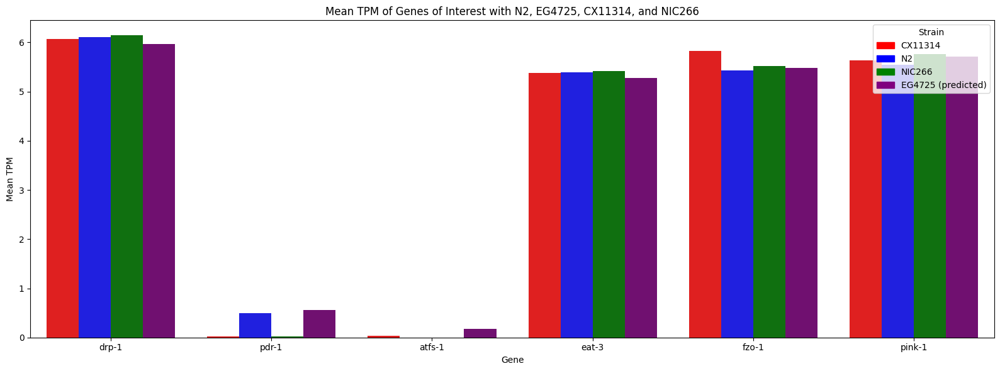 Mean TPM of Genes of Interest with N2, EG4725, CX11314, and NIC266
Strain
CX11314
N2
NIC266
EG4725 (predicted)
Mean TPM
6
5
4
3
2
1
0
drp-1
pdr-1
atfs-1
eat-3
fzo-1
pink-1
Gene